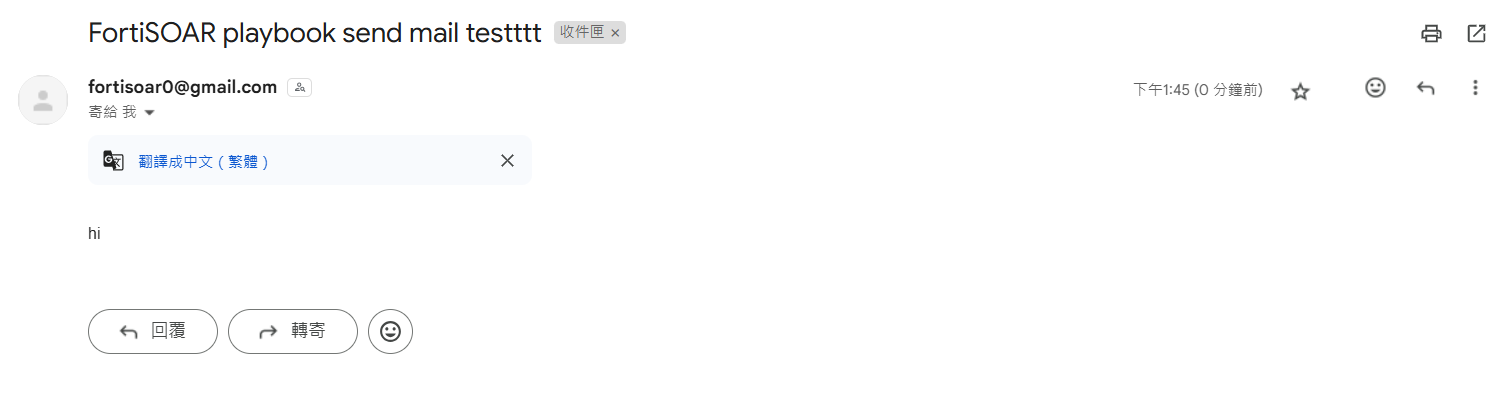 FortiSOAR playbook send mail testttt 收件匣 ×
fortisoar0@gmail.com 下午1:45 (0 分鐘前)
寄給 我
翻譯成中文 ( 繁體 )
hi
回覆 轉寄